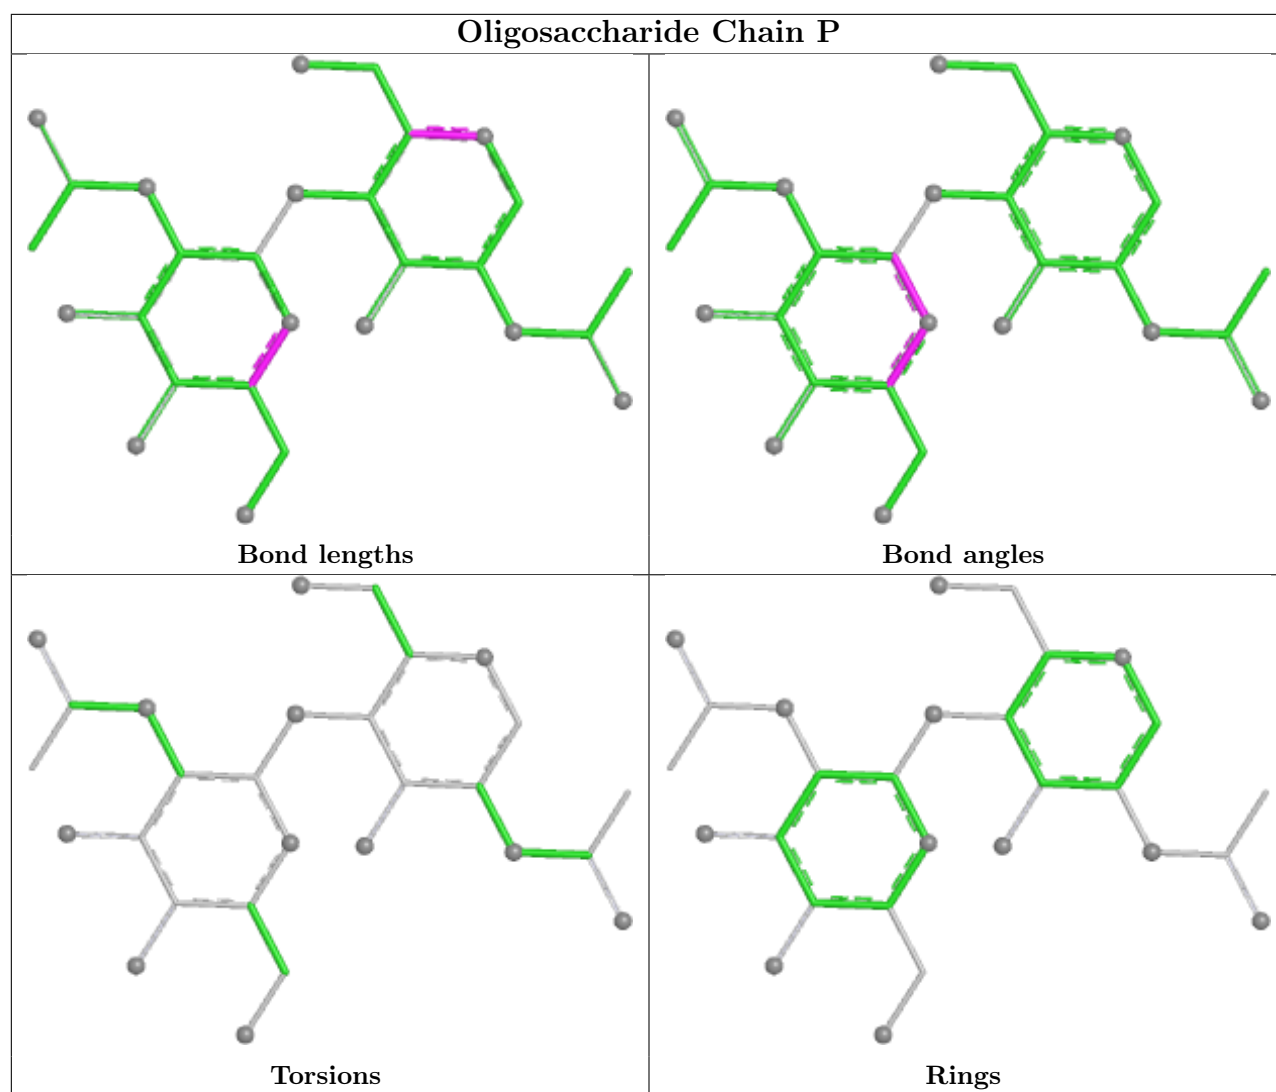 Oligosaccharide Chain P
Bond lengths
Bond angles
Torsions
Rings